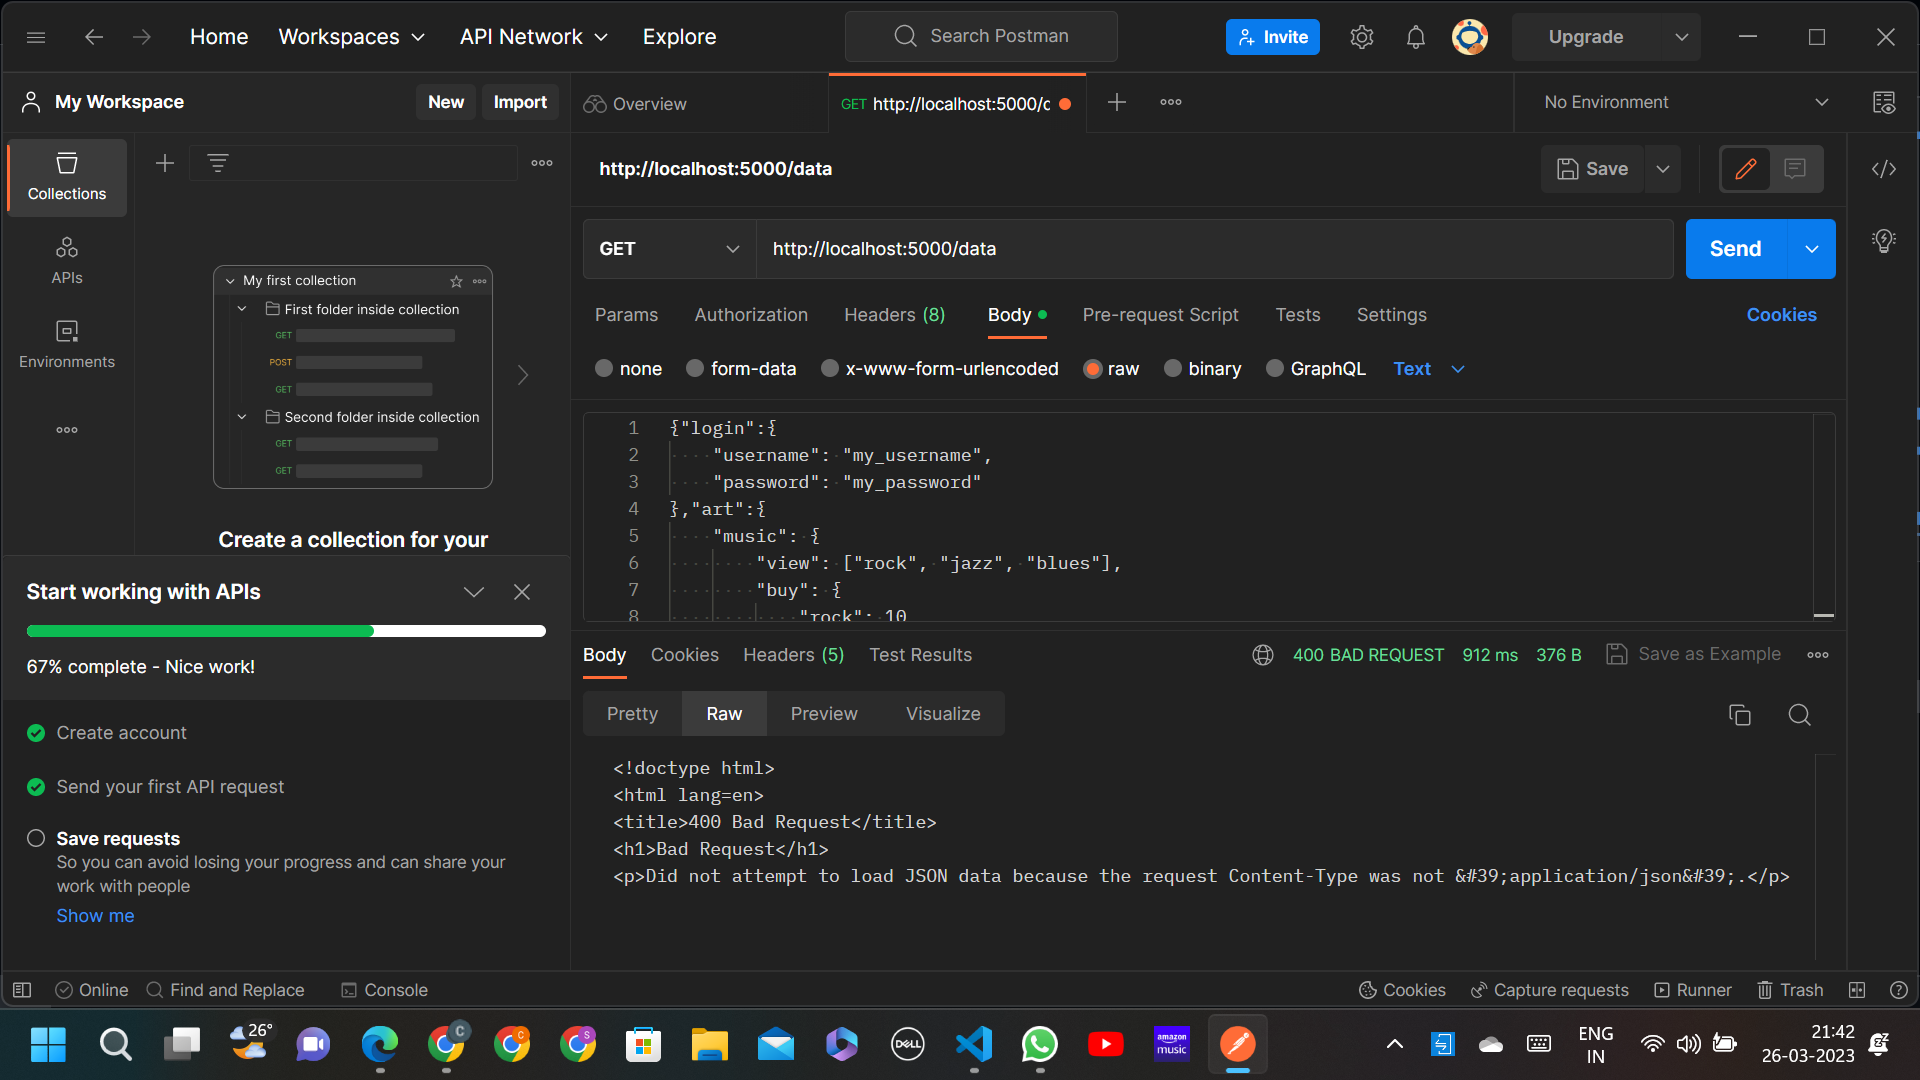 Home Workspaces API Network Explore Search Postman Invite Upgrade
My Workspace New Import Overview GET http://localhost:5000/c No Environment
Collections
APIs
Environments
My first collection
First folder inside collection
GET
POST
GET
Second folder inside collection
GET
GET
Create a collection for your
Start working with APIs
67% complete - Nice work!
Create account
Send your first API request
Save requests
So you can avoid losing your progress and can share your
work with people
Show me
http://localhost:5000/data Save
GET http://localhost:5000/data Send
Params Authorization Headers (8) Body Pre-request Script Tests Settings Cookies
none form-data x-www-form-urlencoded raw binary GraphQL Text
1 {"login":{
2 "username": "my_username",
3 "password": "my_password"
4 },"art":{
5 "music": {
6 "view": ["rock", "jazz", "blues"],
7 "buy": {
8 "rock": 10
Body Cookies Headers (5) Test Results 400 BAD REQUEST 912 ms 376 B Save as Example
Pretty Raw Preview Visualize
<!doctype html>
<html lang=en>
<title>400 Bad Request</title>
<h1>Bad Request</h1>
<p>Did not attempt to load JSON data because the request Content-Type was not &#39;application/json&#39;.</p>
Online Find and Replace Console Cookies Capture requests Runner Trash
26° C C S DELL amazon music ENG IN 21:42
26-03-2023